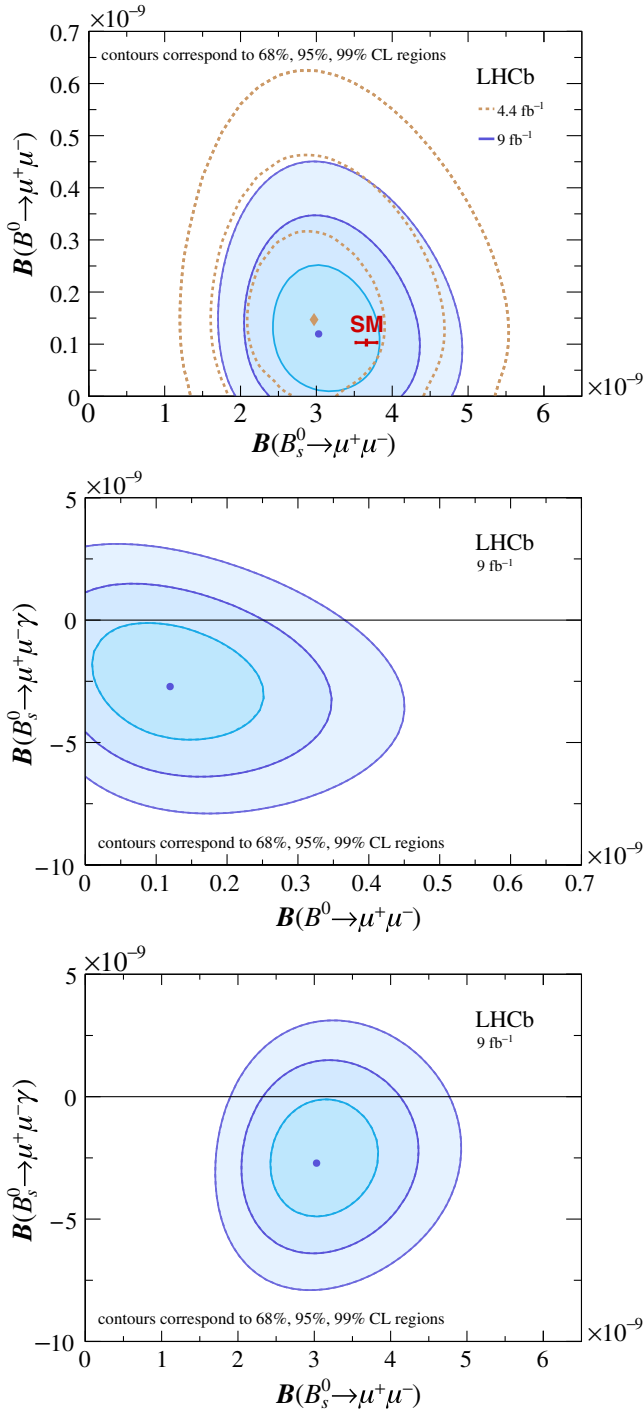 ×10⁻⁹
0.7
contours correspond to 68%, 95%, 99% CL regions
LHCb
4.4 fb⁻¹
9 fb⁻¹
0.6
0.5
0.4
0.3
0.2
0.1
0
B(B⁰→μ⁺μ⁻)
SM
0 1 2 3 4 5 6
×10⁻⁹
B(B⁰ₛ→μ⁺μ⁻)
×10⁻⁹
5
LHCb
9 fb⁻¹
0
−5
−10
B(B⁰ₛ→μ⁺μ⁻γ)
contours correspond to 68%, 95%, 99% CL regions
×10⁻⁹
0 0.1 0.2 0.3 0.4 0.5 0.6 0.7
B(B⁰→μ⁺μ⁻)
×10⁻⁹
5
LHCb
9 fb⁻¹
0
−5
−10
B(B⁰ₛ→μ⁺μ⁻γ)
contours correspond to 68%, 95%, 99% CL regions
×10⁻⁹
0 1 2 3 4 5 6
B(B⁰ₛ→μ⁺μ⁻)